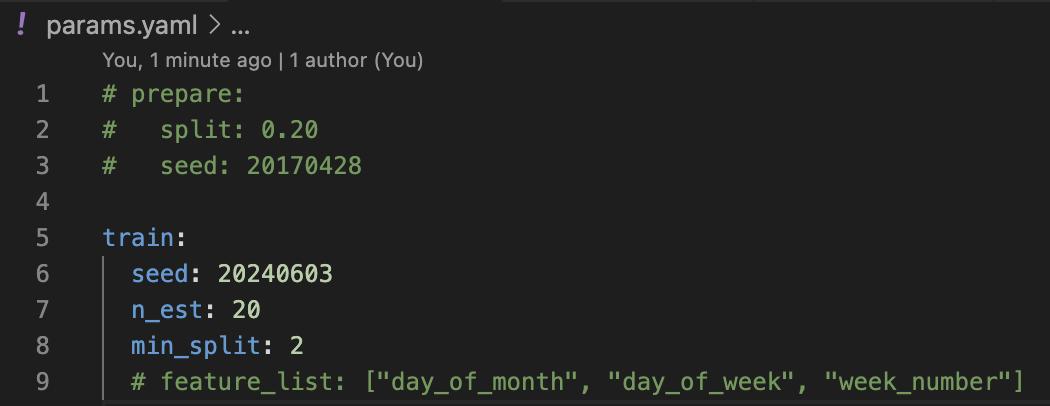 ! params.yaml > ...
You, 1 minute ago | 1 author (You)
1 # prepare:
2 #   split: 0.20
3 #   seed: 20170428
4
5 train:
6   seed: 20240603
7   n_est: 20
8   min_split: 2
9   # feature_list: ["day_of_month", "day_of_week", "week_number"]